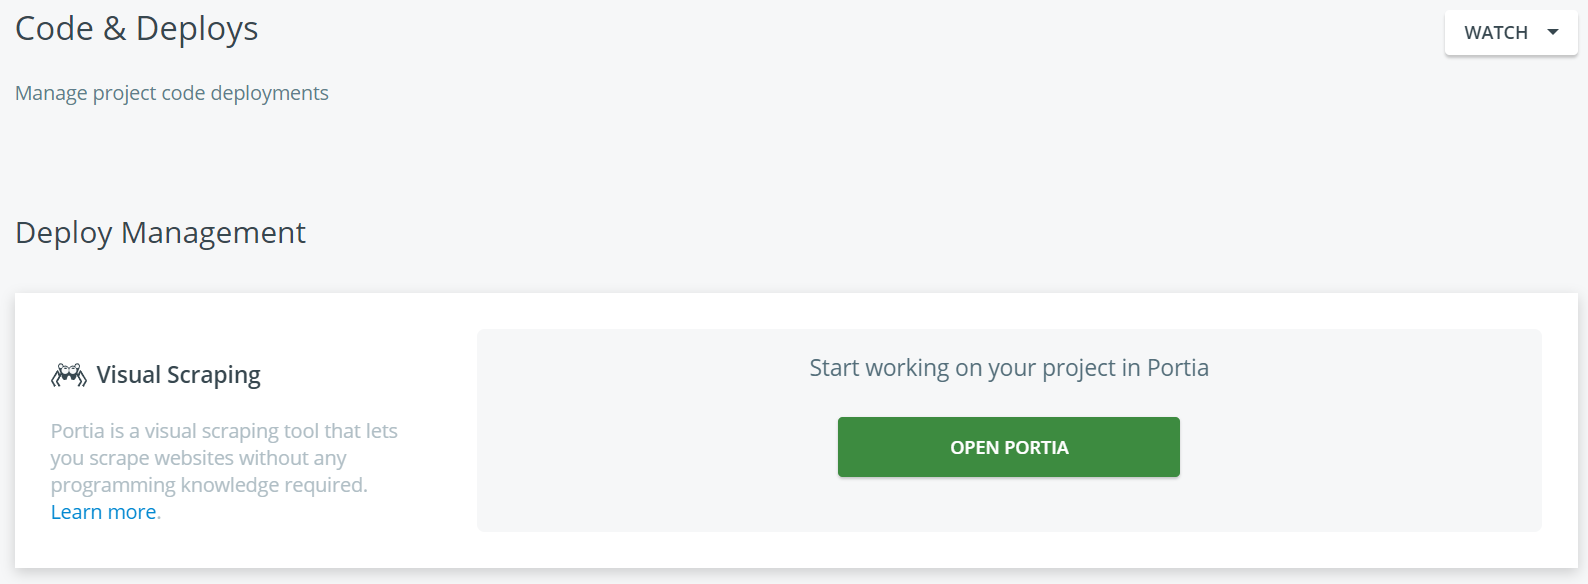 Code & Deploys
WATCH
Manage project code deployments
Deploy Management
Visual Scraping
Portia is a visual scraping tool that lets
you scrape websites without any
programming knowledge required.
Learn more.
Start working on your project in Portia
OPEN PORTIA